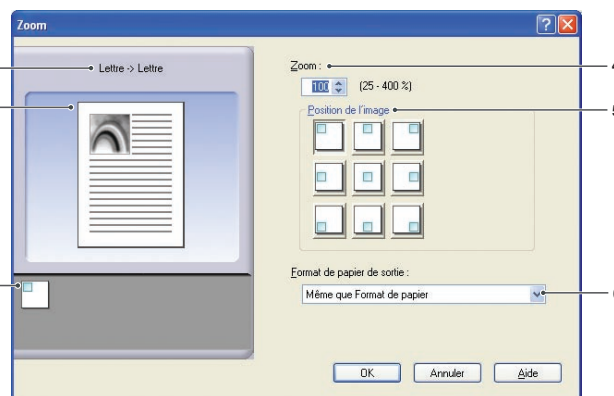 Zoom
Lettre -> Lettre
Zoom :
100 (25 - 400 %)
Position de l'image
Format de papier de sortie :
Même que Format de papier
OK Annuler Aide